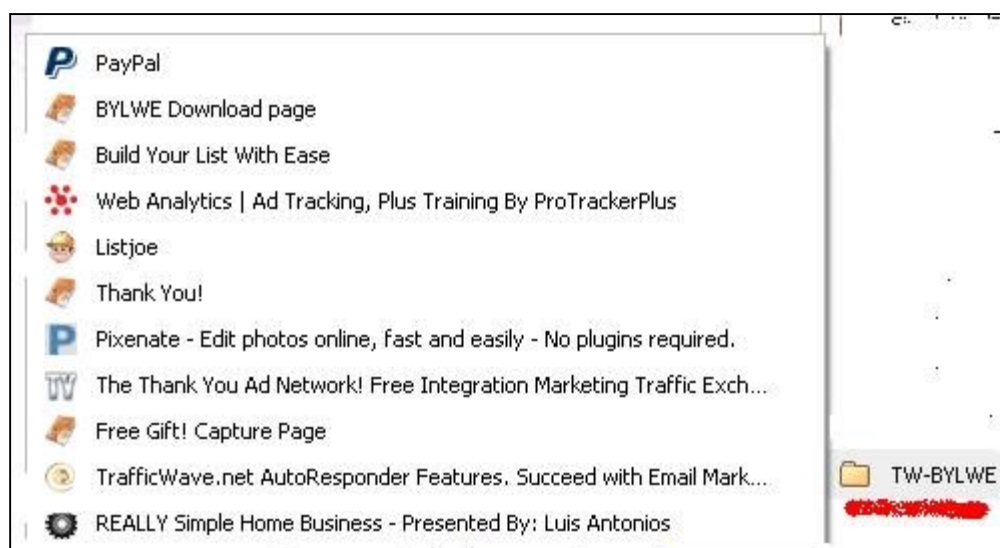 PayPal
BYLWE Download page
Build Your List With Ease
Web Analytics | Ad Tracking, Plus Training By ProTrackerPlus
Listjoe
Thank You!
Pixenate - Edit photos online, fast and easily - No plugins required.
The Thank You Ad Network! Free Integration Marketing Traffic Exch...
Free Gift! Capture Page
TrafficWave.net AutoResponder Features. Succeed with Email Mark...
TW-BYLWE
REALLY Simple Home Business - Presented By: Luis Antonios